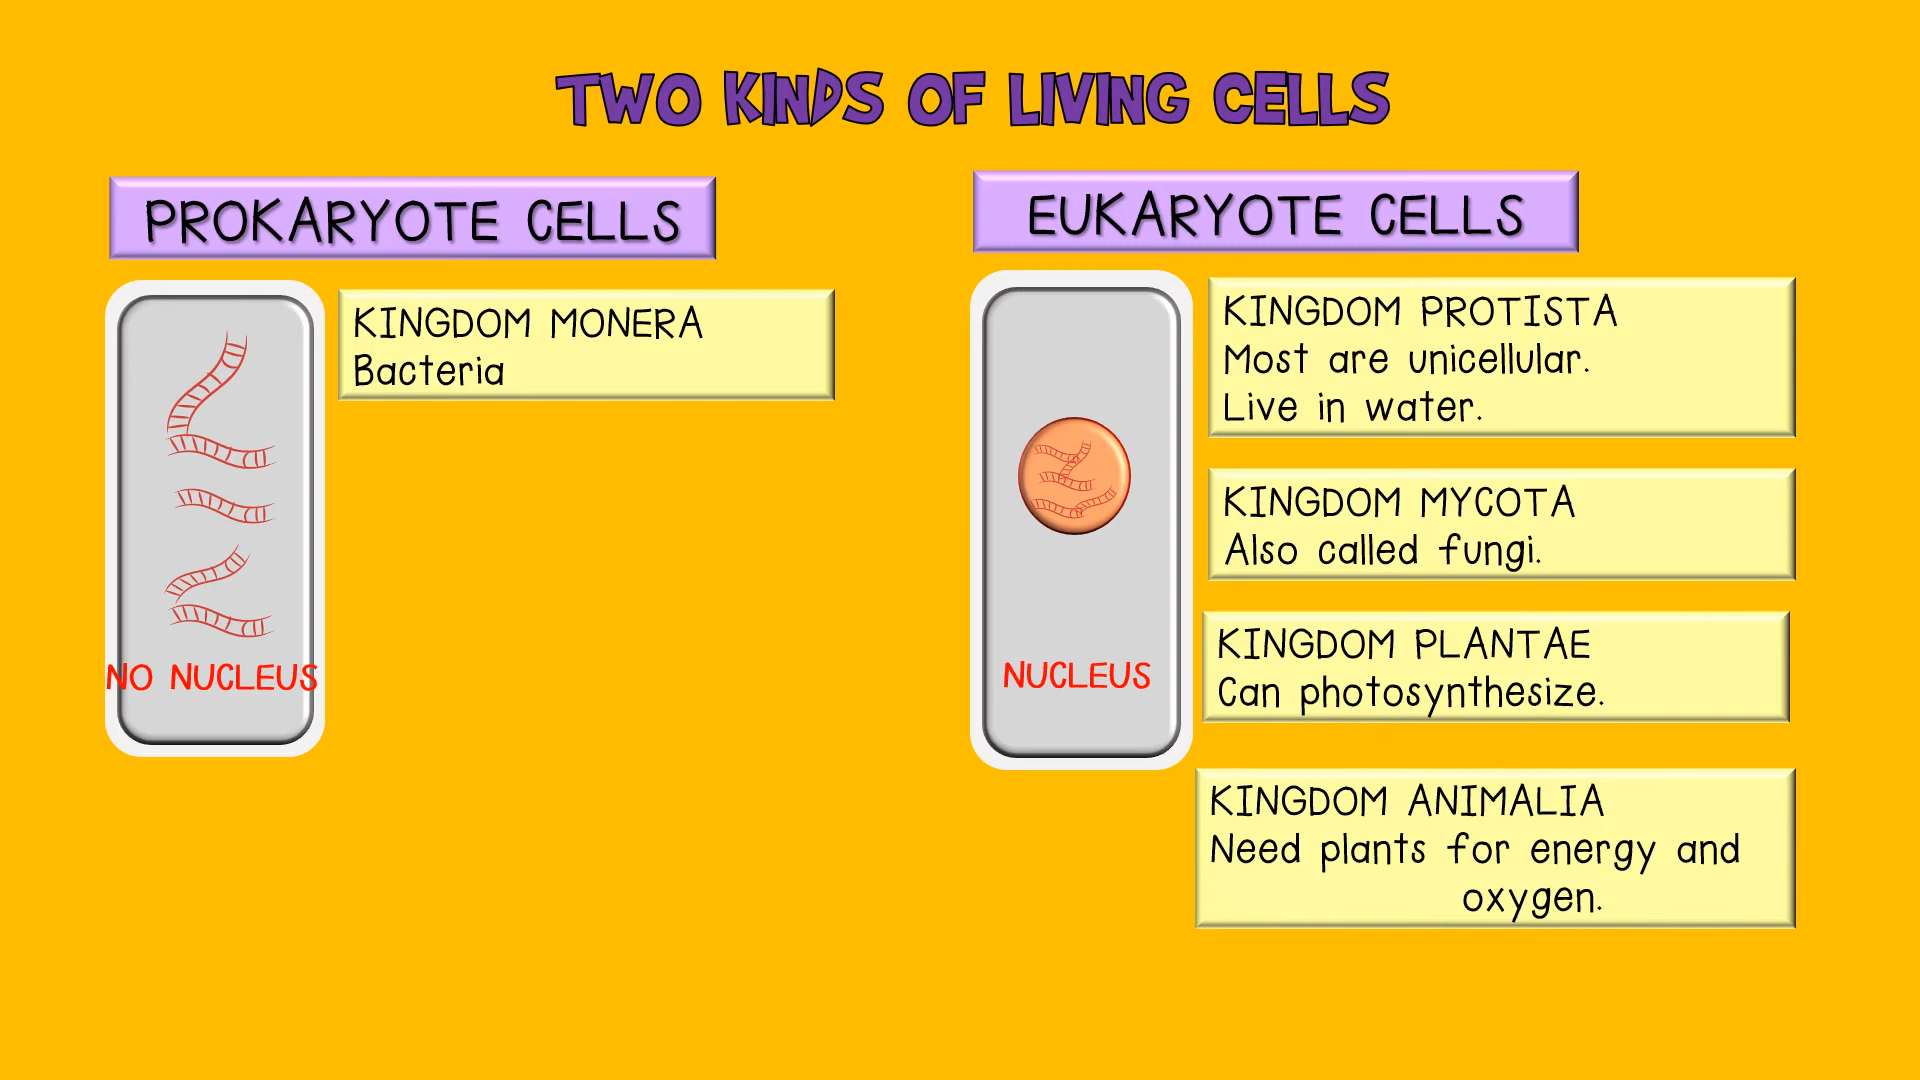 TWO KINDS OF LIVING CELLS
PROKARYOTE CELLS
NO NUCLEUS
KINGDOM MONERA
Bacteria
EUKARYOTE CELLS
NUCLEUS
KINGDOM PROTISTA
Most are unicellular.
Live in water.
KINGDOM MYCOTA
Also called fungi.
KINGDOM PLANTAE
Can photosynthesize.
KINGDOM ANIMALIA
Need plants for energy and
oxygen.